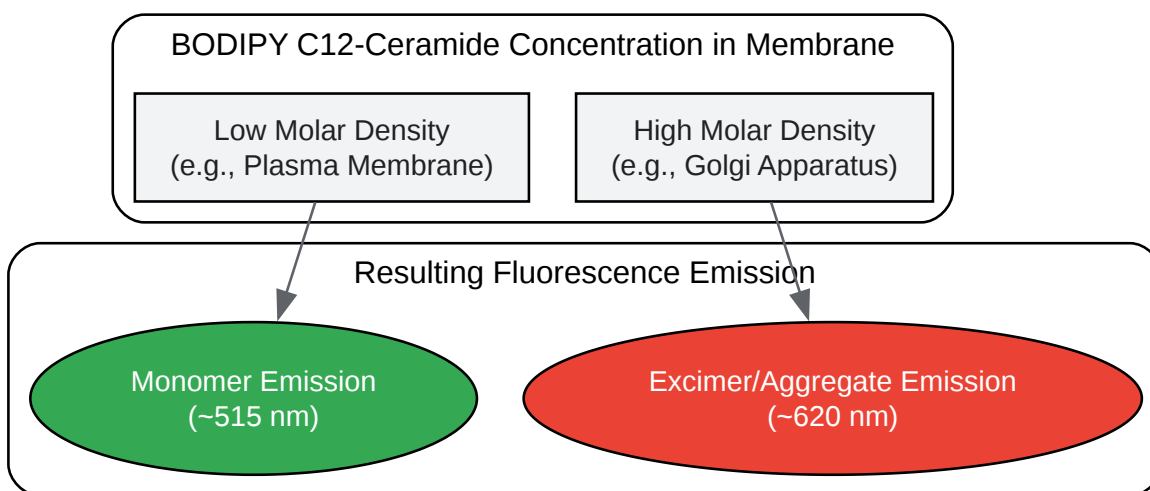 BODIPY C12-Ceramide Concentration in Membrane
Low Molar Density
(e.g., Plasma Membrane)
High Molar Density
(e.g., Golgi Apparatus)
Resulting Fluorescence Emission
Monomer Emission
(~515 nm)
Excimer/Aggregate Emission
(~620 nm)